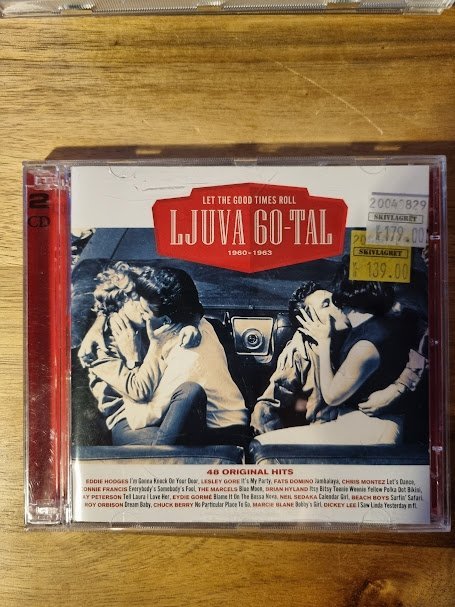 2
CD
LET THE GOOD TIMES ROLL
LJUVA 60-TAL
1960-1963
20040829
SKIVLAGRET
179.00
SKIVLAGRET
139.00
48 ORIGINAL HITS
EDDIE HODGES I'm Gonna Knock On Your Door, LESLEY GORE It's My Party, FATS DOMINO Jambalaya, CHRIS MONTEZ Let's Dance,
ONNIE FRANCIS Everybody's Somebody's Fool, THE MARCELS Blue Moon, BRIAN HYLAND Itsy Bitsy Teenie Weenie Yellow Polka Dot Bikini,
AY PETERSON Tell Laura I Love Her, EYDIE GORMÉ Blame It On The Bossa Nova, NEIL SEDAKA Calendar Girl, BEACH BOYS Surfin' Safari,
ROY ORBISON Dream Baby, CHUCK BERRY No Particular Place To Go, MARCIE BLANE Bobby's Girl, DICKEY LEE I Saw Linda Yesterday m fl.